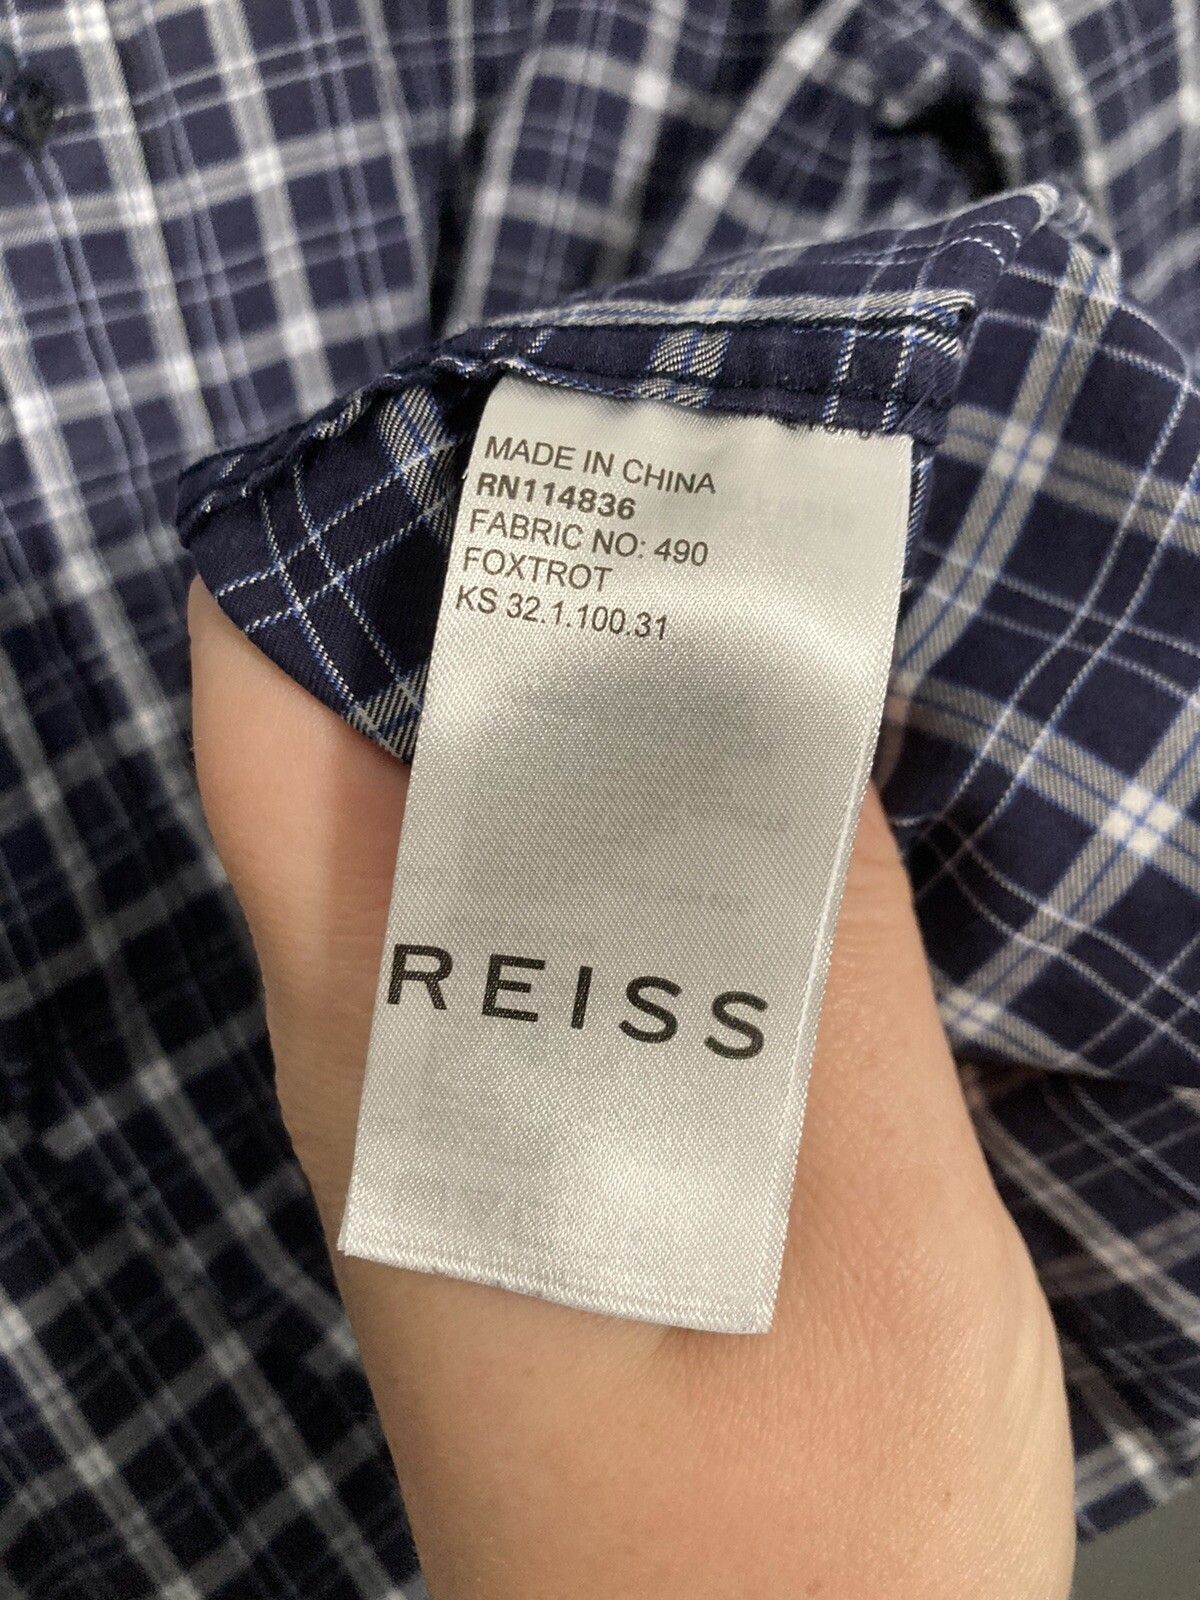 MADE IN CHINA
RN114836
FABRIC NO: 490
FOXTROT
KS 32.1.100.31
REISS